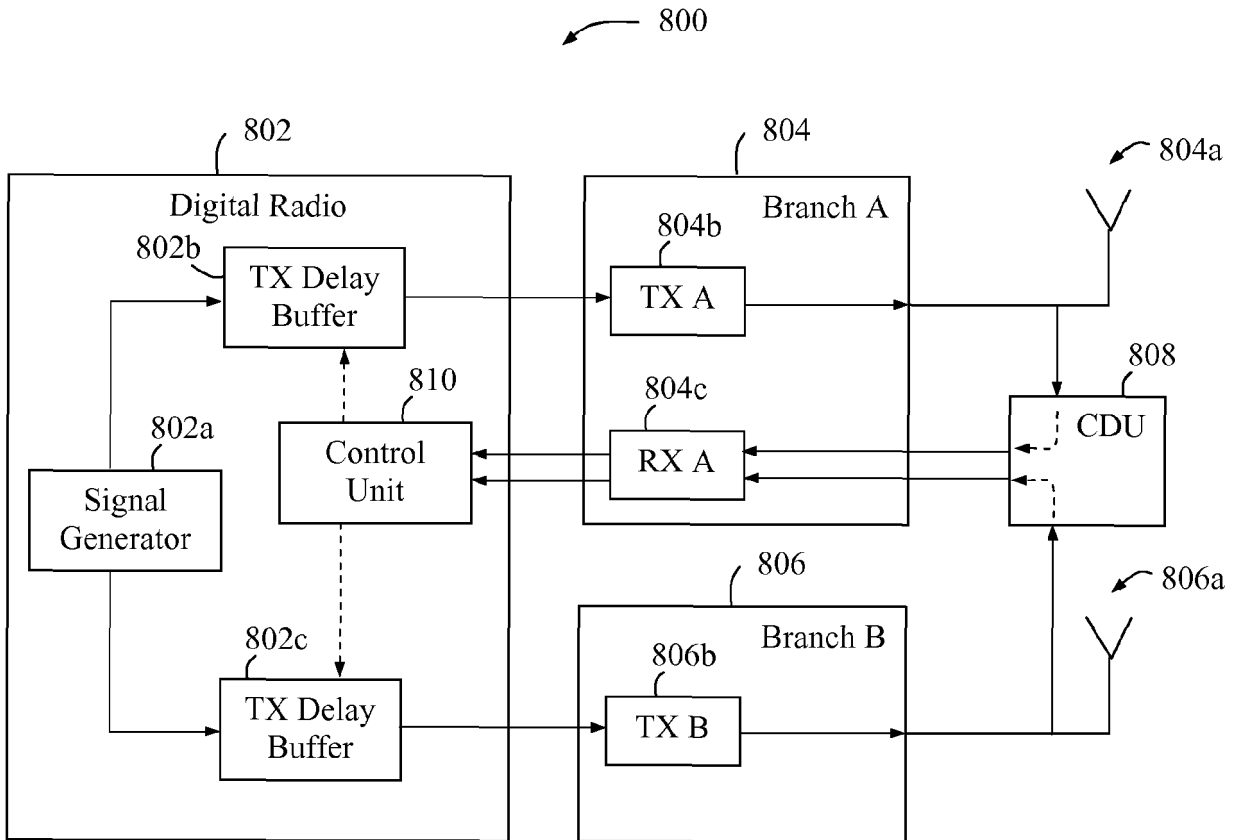 800
802
804
804a
Digital Radio
Branch A
802b
TX Delay
Buffer
804b
TX A
808
CDU
810
Control
Unit
804c
RX A
802a
Signal
Generator
806
806a
802c
TX Delay
Buffer
Branch B
806b
TX B